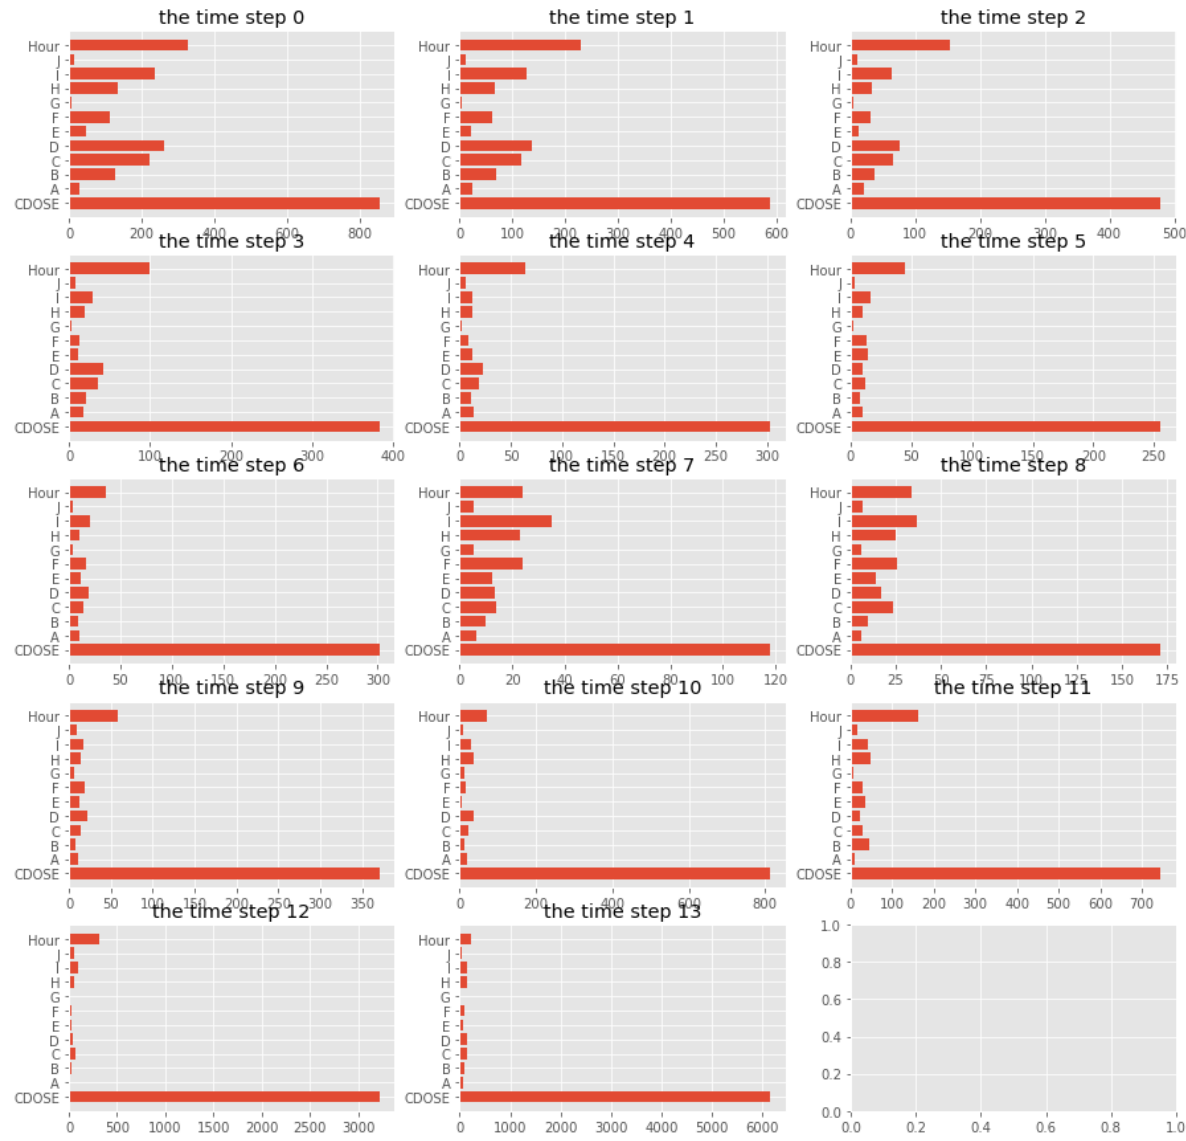 the time step 0
Hour
J
I
H
G
F
E
D
C
B
A
CDOSE
0 200 400 600 800
the time step 1
Hour
J
I
H
G
F
E
D
C
B
A
CDOSE
0 100 200 300 400 500 600
the time step 2
Hour
J
I
H
G
F
E
D
C
B
A
CDOSE
0 100 200 300 400 500
the time step 3
Hour
J
I
H
G
F
E
D
C
B
A
CDOSE
0 100 200 300 400
the time step 4
Hour
J
I
H
G
F
E
D
C
B
A
CDOSE
0 50 100 150 200 250 300
the time step 5
Hour
J
I
H
G
F
E
D
C
B
A
CDOSE
0 50 100 150 200 250
the time step 6
Hour
J
I
H
G
F
E
D
C
B
A
CDOSE
0 50 100 150 200 250 300
the time step 7
Hour
J
I
H
G
F
E
D
C
B
A
CDOSE
0 20 40 60 80 100 120
the time step 8
Hour
J
I
H
G
F
E
D
C
B
A
CDOSE
0 25 50 75 100 125 150 175
the time step 9
Hour
J
I
H
G
F
E
D
C
B
A
CDOSE
0 50 100 150 200 250 300 350
the time step 10
Hour
J
I
H
G
F
E
D
C
B
A
CDOSE
0 200 400 600 800
the time step 11
Hour
J
I
H
G
F
E
D
C
B
A
CDOSE
0 100 200 300 400 500 600 700
the time step 12
Hour
J
I
H
G
F
E
D
C
B
A
CDOSE
0 500 1000 1500 2000 2500 3000
the time step 13
Hour
J
I
H
G
F
E
D
C
B
A
CDOSE
0 1000 2000 3000 4000 5000 6000
1.0
0.8
0.6
0.4
0.2
0.0
0.0 0.2 0.4 0.6 0.8 1.0